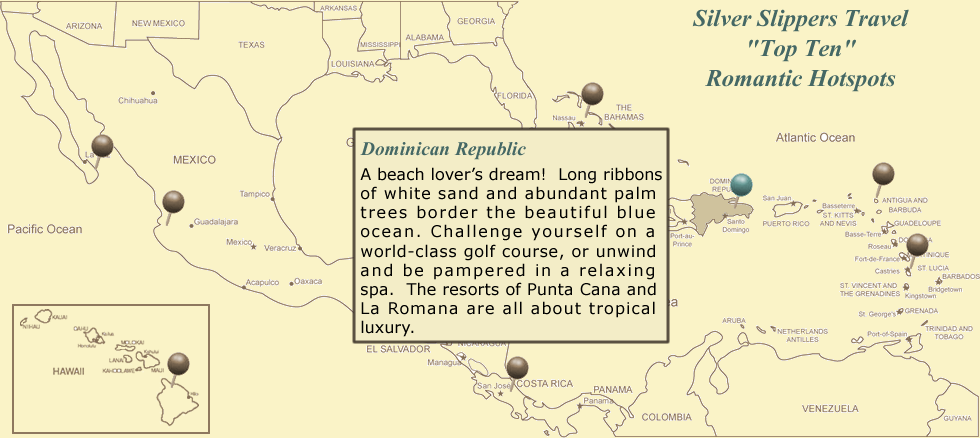 Silver Slippers Travel
"Top Ten"
Romantic Hotspots
ARIZONA
NEW MEXICO
TEXAS
ARKANSAS
MISSISSIPPI
ALABAMA
GEORGIA
LOUISIANA
FLORIDA
Chihuahua
MEXICO
Tampico
Guadalajara
Mexico
Veracruz
Acapulco
Oaxaca
Pacific Ocean
Nassau
THE
BAHAMAS
Atlantic Ocean
Dominican Republic
A beach lover's dream! Long ribbons
of white sand and abundant palm
trees border the beautiful blue
ocean. Challenge yourself on a
world-class golf course, or unwind
and be pampered in a relaxing
spa. The resorts of Punta Cana and
La Romana are all about tropical
luxury.
Port-au-
Prince
Santo
Domingo
San Juan
PUERTO RICO
Basseterre
ST. KITTS
AND NEVIS
ANTIGUA AND
BARBUDA
GUADELOUPE
Basse-Terre
Roseau
Fort-de-France
Castries
ST. LUCIA
BARBADOS
Bridgetown
ST. VINCENT AND
THE GRENADINES
Kingstown
St. George's
GRENADA
Port-of-Spain
TRINIDAD AND
TOBAGO
ARUBA
NETHERLANDS
ANTILLES
EL SALVADOR
NICARAGUA
Managua
San José
COSTA RICA
PANAMA
Panama
COLOMBIA
VENEZUELA
GUYANA
KAUAI
NIIHAU
OAHU
Honolulu
MOLOKAI
LANAI
KAHOOLAWE
MAUI
HAWAII
Hilo